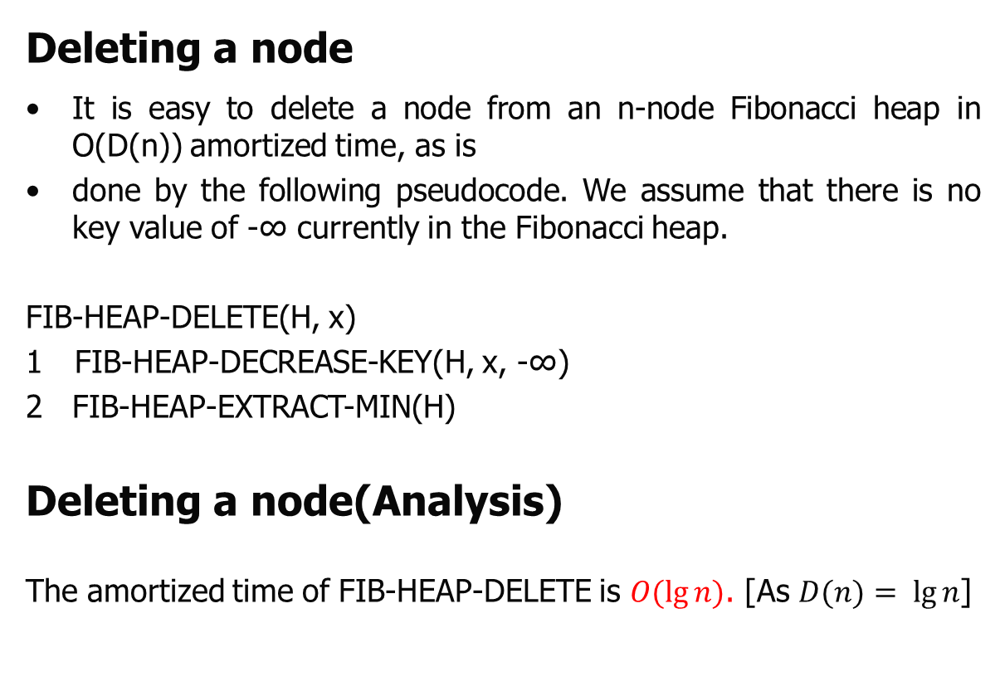 Deleting a node
• It is easy to delete a node from an n-node Fibonacci heap in
O(D(n)) amortized time, as is
• done by the following pseudocode. We assume that there is no
key value of -∞ currently in the Fibonacci heap.
FIB-HEAP-DELETE(H, x)
1 FIB-HEAP-DECREASE-KEY(H, x, -∞)
2 FIB-HEAP-EXTRACT-MIN(H)
Deleting a node(Analysis)
The amortized time of FIB-HEAP-DELETE is O(lg n). [As D(n) = lg n]